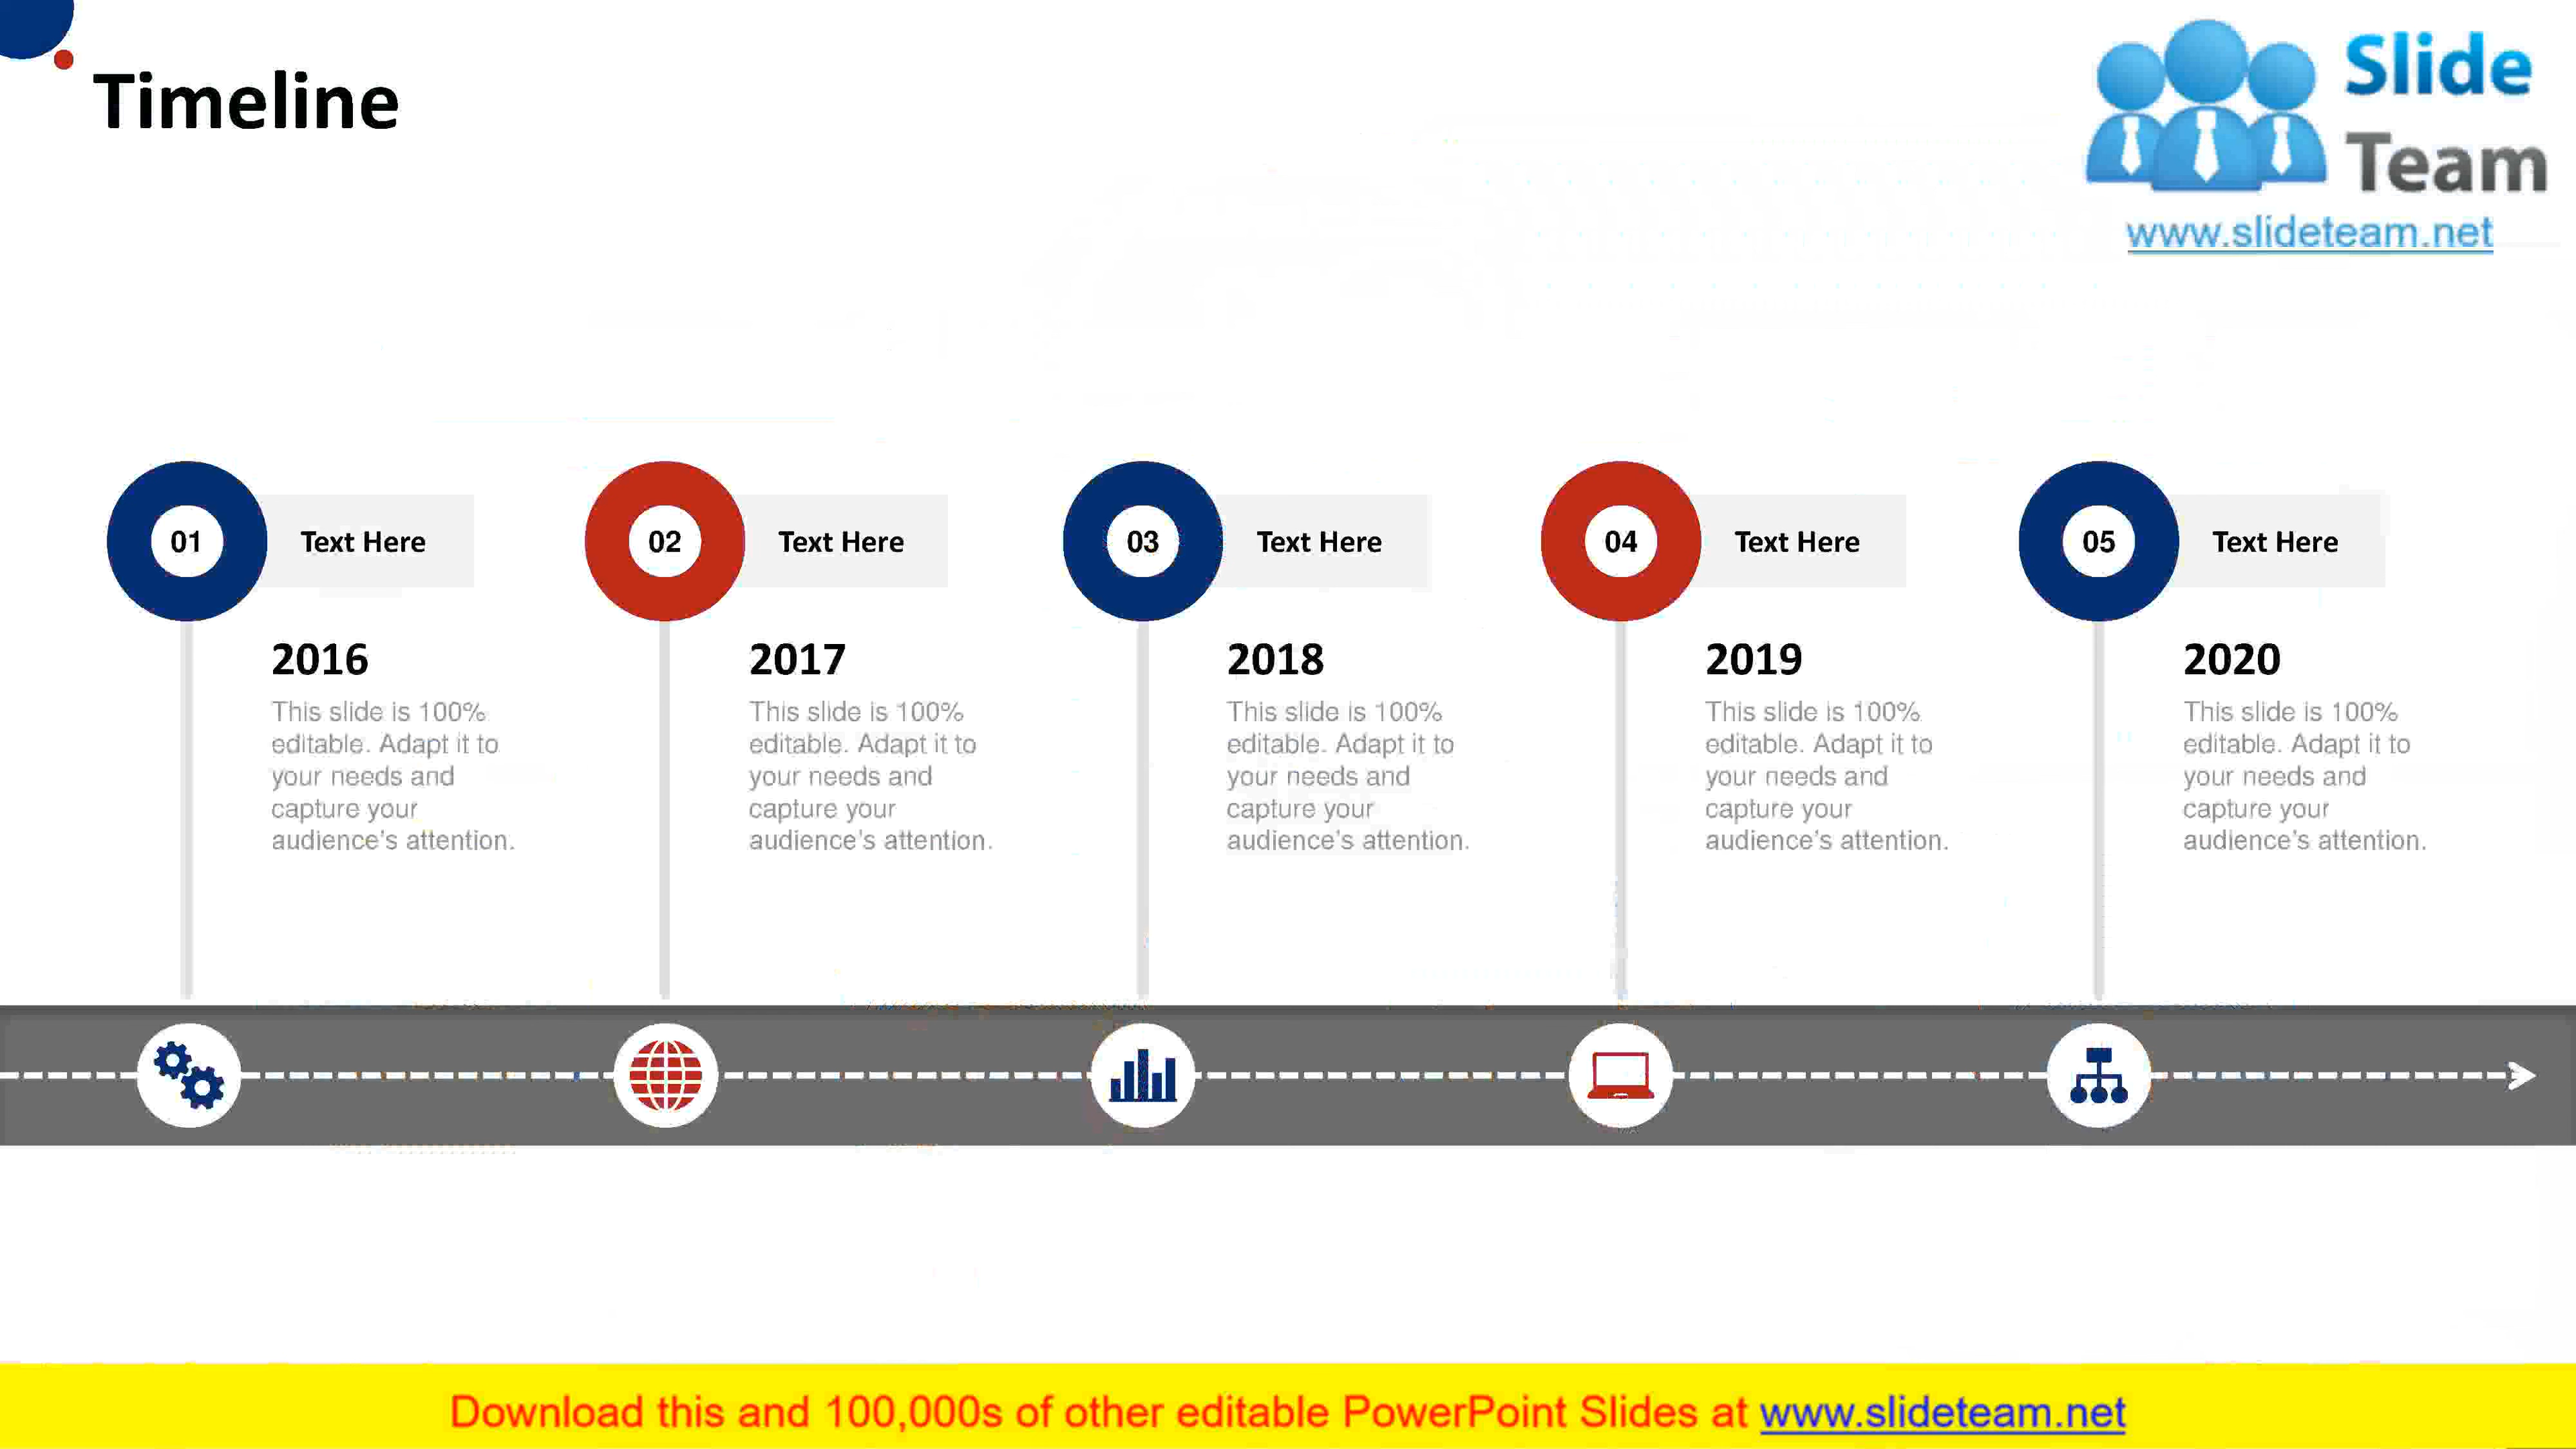 Timeline
Slide
Team
www.slideteam.net
01
Text Here
2016
This slide is 100%
editable. Adapt it to
your needs and
capture your
audience's attention.
02
Text Here
2017
This slide is 100%
editable. Adapt it to
your needs and
capture your
audience's attention.
03
Text Here
2018
This slide is 100%
editable. Adapt it to
your needs and
capture your
audience's attention.
04
Text Here
2019
This slide is 100%
editable. Adapt it to
your needs and
capture your
audience's attention.
05
Text Here
2020
This slide is 100%
editable. Adapt it to
your needs and
capture your
audience's attention.
Download this and 100,000s of other editable PowerPoint Slides at www.slideteam.net